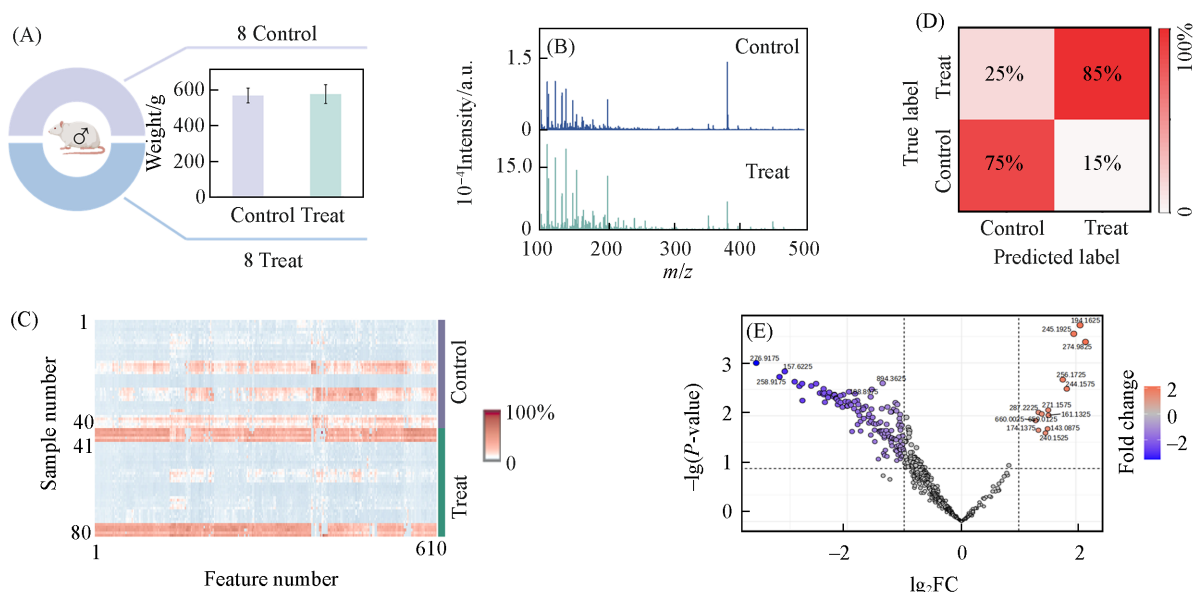 (A)
8 Control
Weight/g
600
400
200
0
Control Treat
8 Treat
♂
(B)
Control
1.5
0
Treat
15.0
0
10⁻⁴Intensity/a.u.
100
200
300
400
500
m/z
(D)
True label
Treat
Control
25%
85%
75%
15%
Control
Treat
Predicted label
100%
0
(C)
Sample number
1
40
41
80
Control
Treat
1
610
Feature number
100%
0
(E)
–lg(P-value)
3
2
1
0
–2
0
2
lg₂FC
276.9175
157.6225
258.9175
894.3625
194.1625
245.1925
274.9825
256.1725
244.1575
271.1575
287.2225
161.1325
660.0025
174.1375
143.0875
240.1525
Fold change
2
0
−2